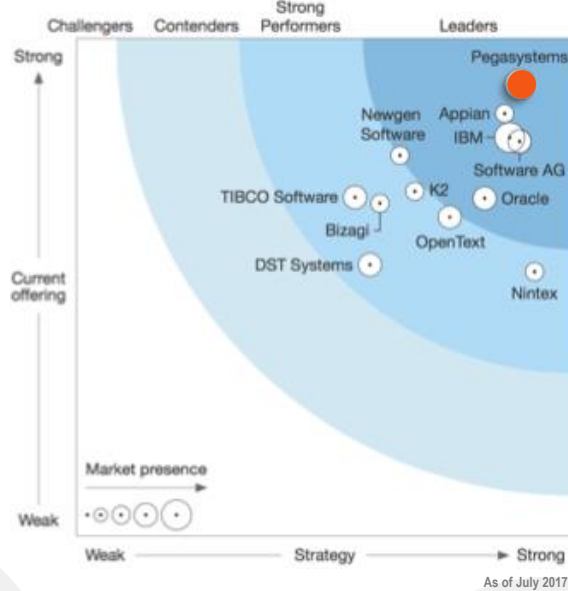 Strong
Challengers Contenders Performers Leaders
Strong
Pegasystems
Newgen
Software
Appian
IBM
Software AG
TIBCO Software
K2
Oracle
Bizagi
OpenText
DST Systems
Current
offering
Nintex
Market presence
Weak
Weak Strategy Strong
As of July 2017